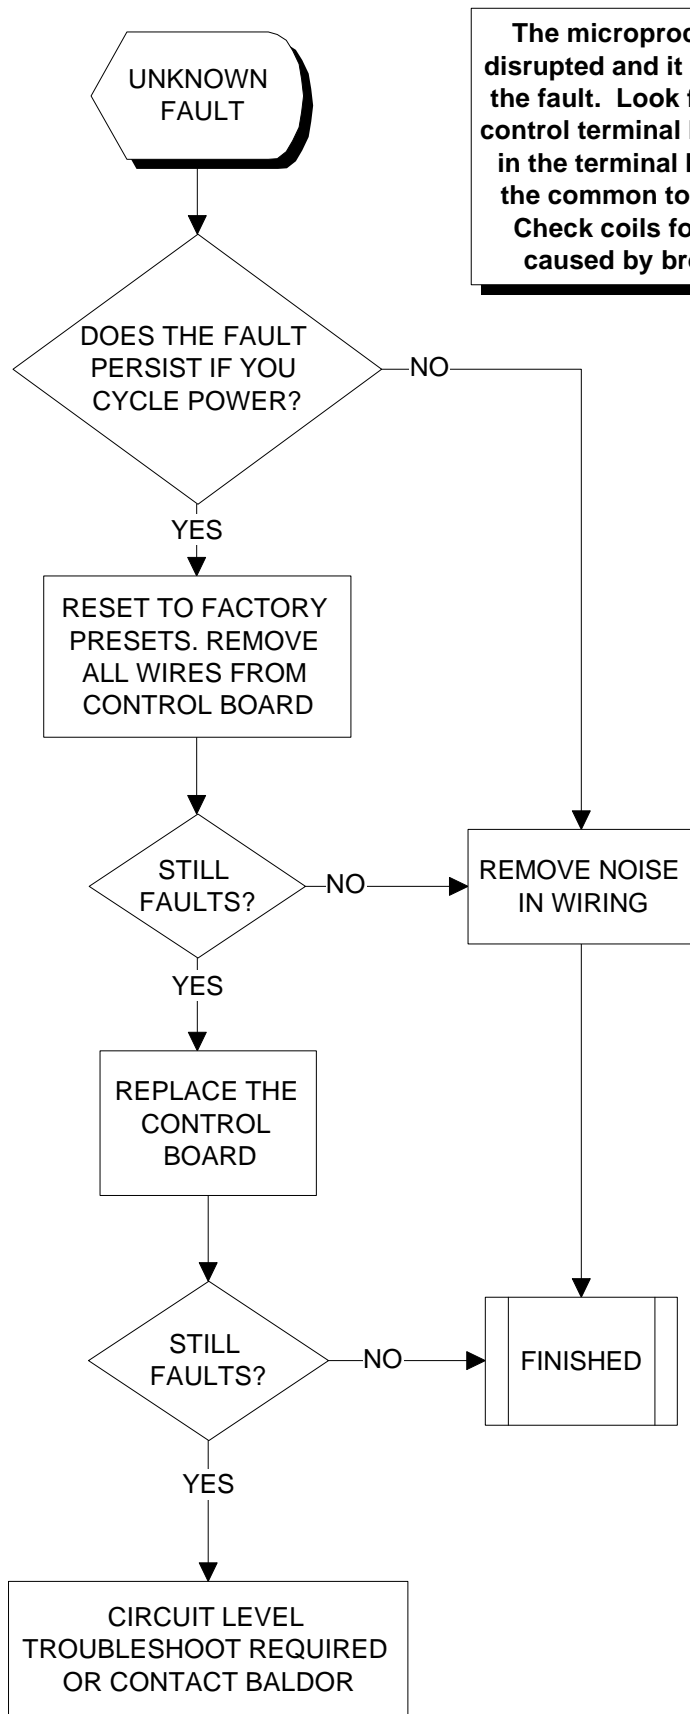 UNKNOWN
FAULT
The microproc
disrupted and it
the fault. Look f
control terminal
in the terminal
the common to
Check coils fo
caused by br
DOES THE FAULT
PERSIST IF YOU
CYCLE POWER?
NO
YES
RESET TO FACTORY
PRESETS. REMOVE
ALL WIRES FROM
CONTROL BOARD
STILL
FAULTS?
NO
REMOVE NOISE
IN WIRING
YES
REPLACE THE
CONTROL
BOARD
STILL
FAULTS?
NO
FINISHED
YES
CIRCUIT LEVEL
TROUBLESHOOT REQUIRED
OR CONTACT BALDOR